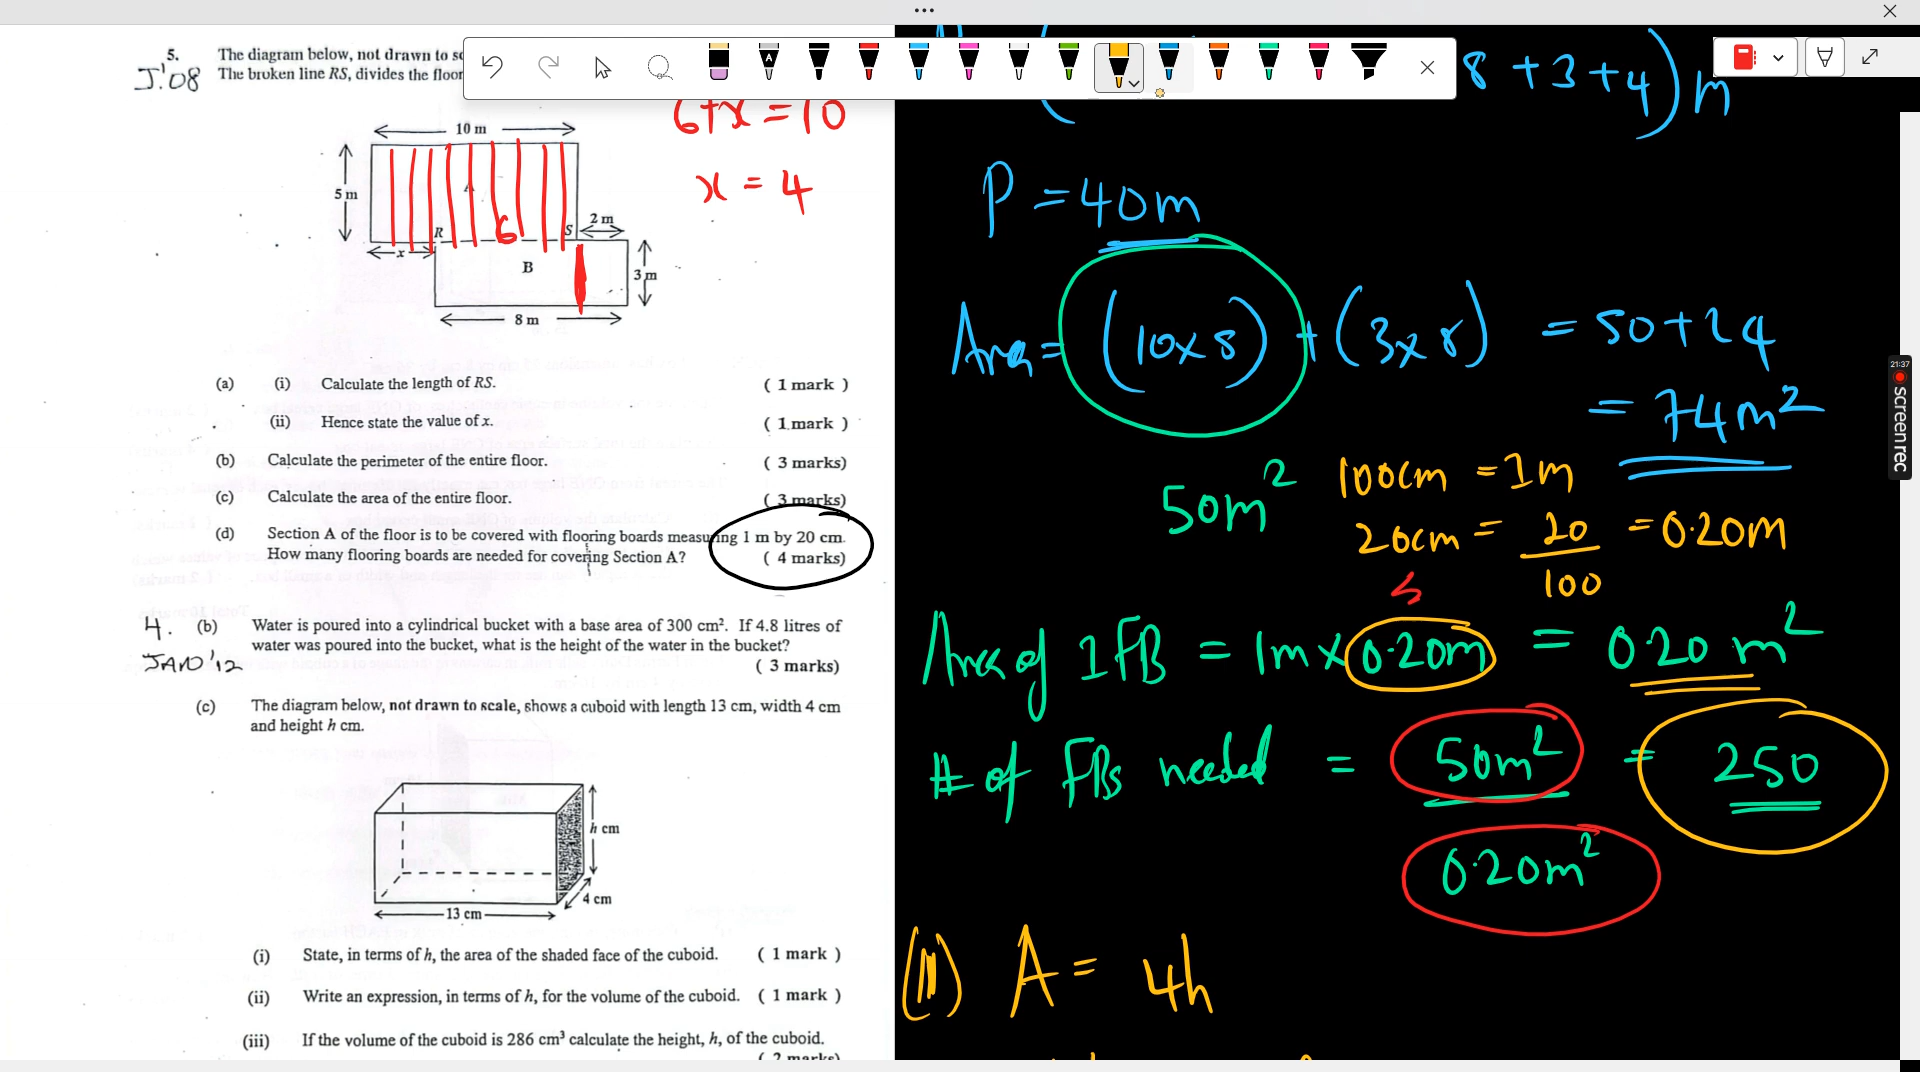 5. The diagram below, not drawn to sc
J'08 The broken line RS, divides the floor
10 m
5 m
A
R
6
S
2 m
x
B
3 m
8 m
6+x=10
x = 4
(a) (i) Calculate the length of RS. ( 1 mark )
(ii) Hence state the value of x. ( 1 mark )
(b) Calculate the perimeter of the entire floor. ( 3 marks)
(c) Calculate the area of the entire floor. ( 3 marks)
(d) Section A of the floor is to be covered with flooring boards measuring 1 m by 20 cm.
How many flooring boards are needed for covering Section A? ( 4 marks)
4. (b) Water is poured into a cylindrical bucket with a base area of 300 cm². If 4.8 litres of
JAN'12 water was poured into the bucket, what is the height of the water in the bucket?
( 3 marks)
(c) The diagram below, not drawn to scale, shows a cuboid with length 13 cm, width 4 cm
and height h cm.
h cm
4 cm
13 cm
(i) State, in terms of h, the area of the shaded face of the cuboid. ( 1 mark )
(ii) Write an expression, in terms of h, for the volume of the cuboid. ( 1 mark )
(iii) If the volume of the cuboid is 286 cm³ calculate the height, h, of the cuboid.
8 + 3 + 4) m
P = 40m
Area = (10x8) + (3x8) = 50+24
= 74m²
50m²
100cm = 1m
20cm = 20/100 = 0.20m
Area of 1 FB = 1m x 0.20m = 0.20 m²
# of FBs needed = 50m² = 250
0.20m²
A = 4h
21:37
screenrec